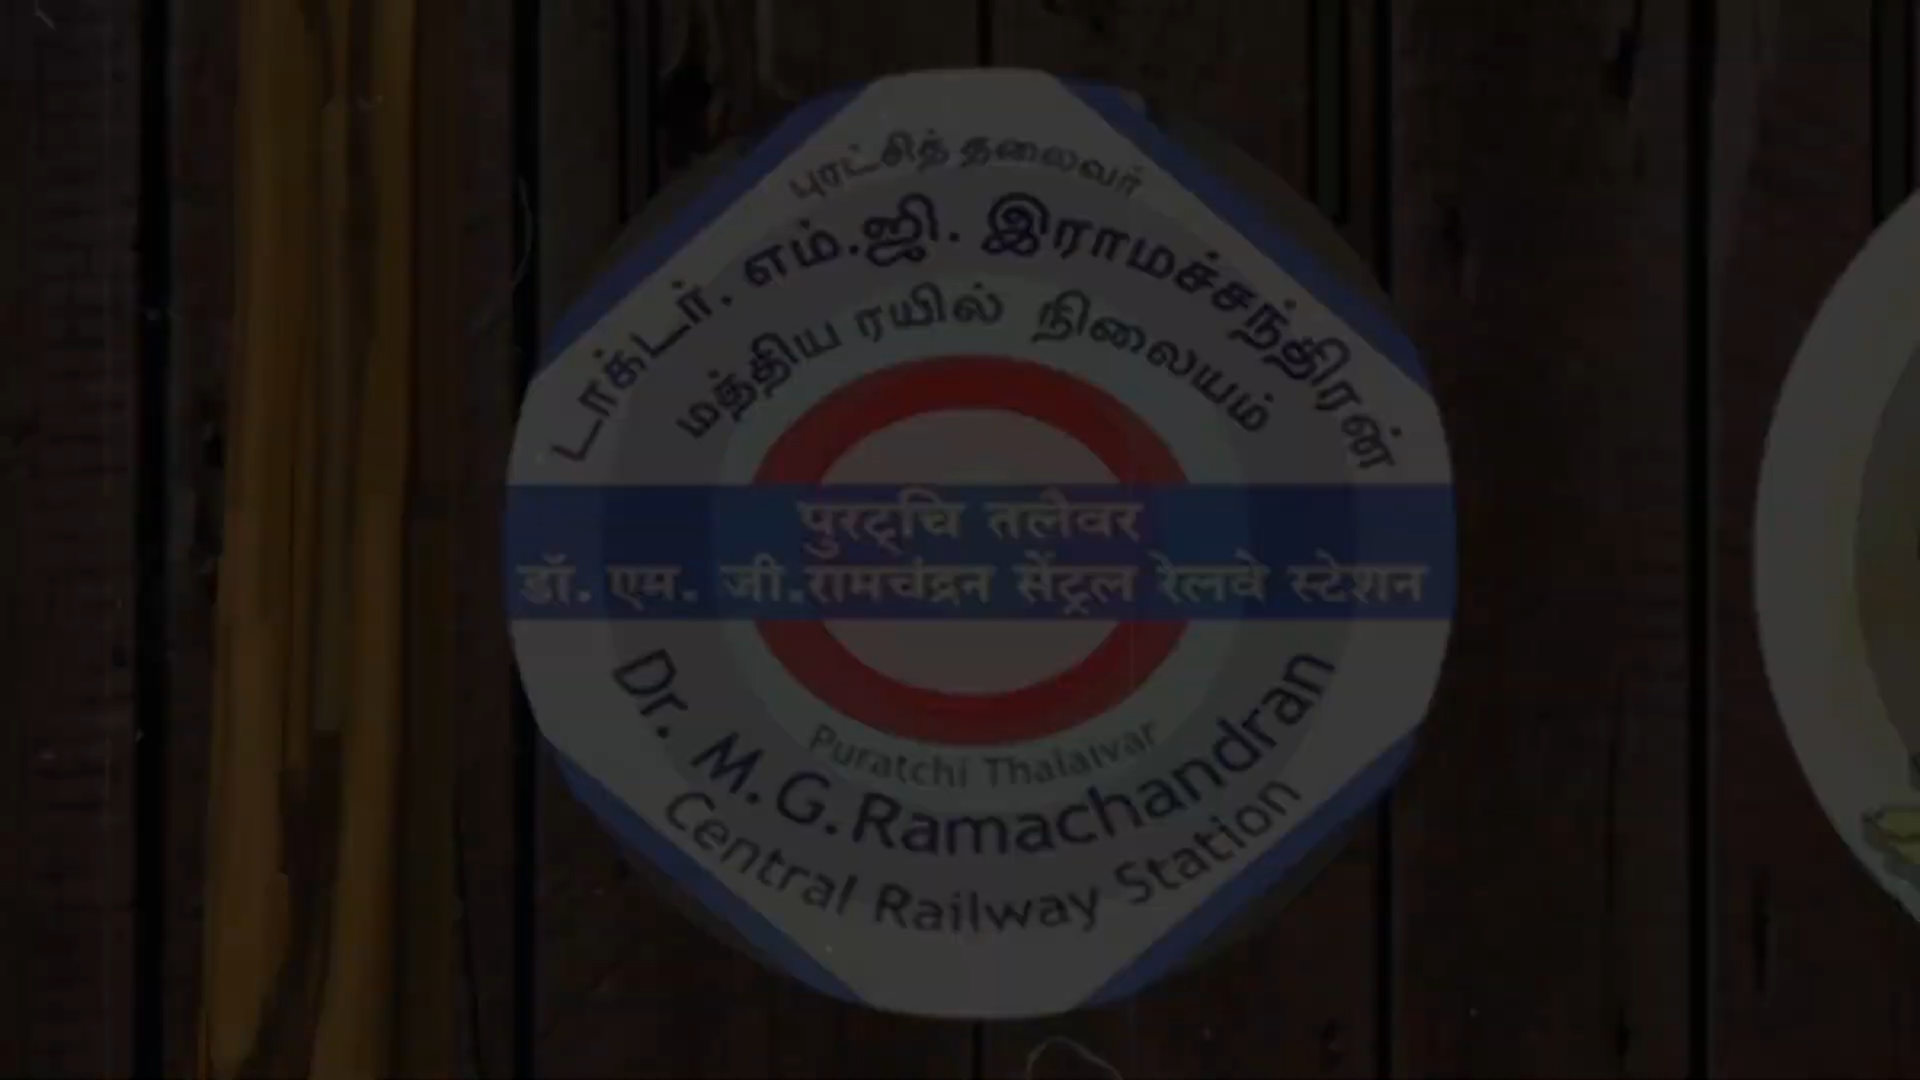 புரட்சித் தலைவர்
டாக்டர். எம்.ஜி. இராமச்சந்திரன்
மத்திய ரயில் நிலையம்
पुरट्चि तलैवर
डॉ. एम. जी.रामचंद्रन सेंट्रल रेलवे स्टेशन
Puratchi Thalaivar
Dr. M.G.Ramachandran
Central Railway Station